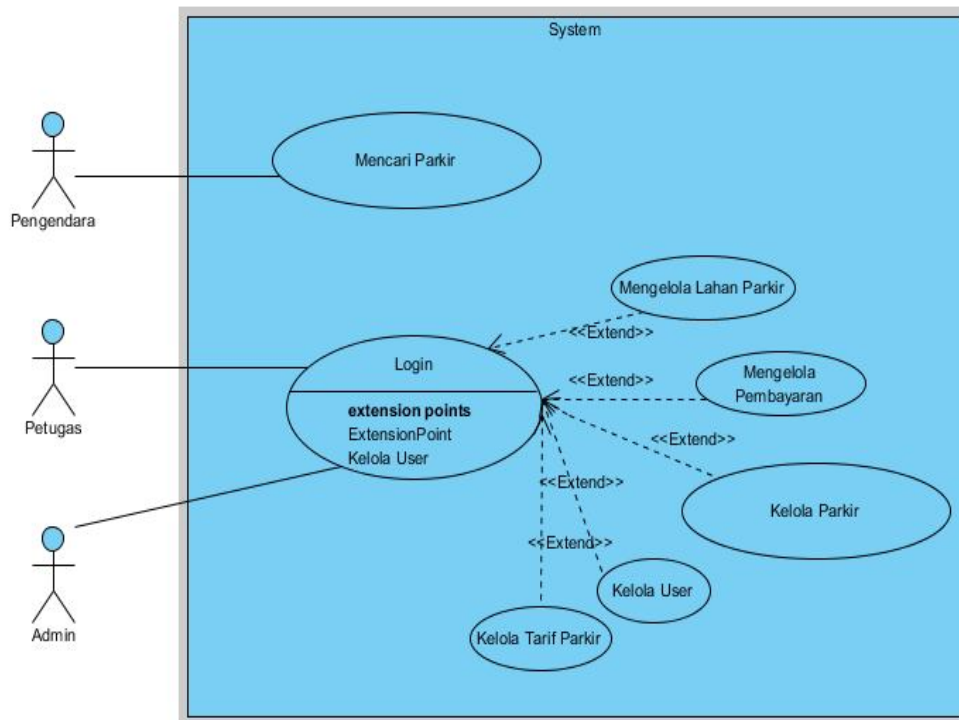 System
Mencari Parkir
Pengendara
Mengelola Lahan Parkir
<<Extend>>
Login
extension points
ExtensionPoint
Kelola User
Petugas
<<Extend>>
Mengelola
Pembayaran
<<Extend>>
Kelola Parkir
<<Extend>>
<<Extend>>
Kelola User
Kelola Tarif Parkir
Admin